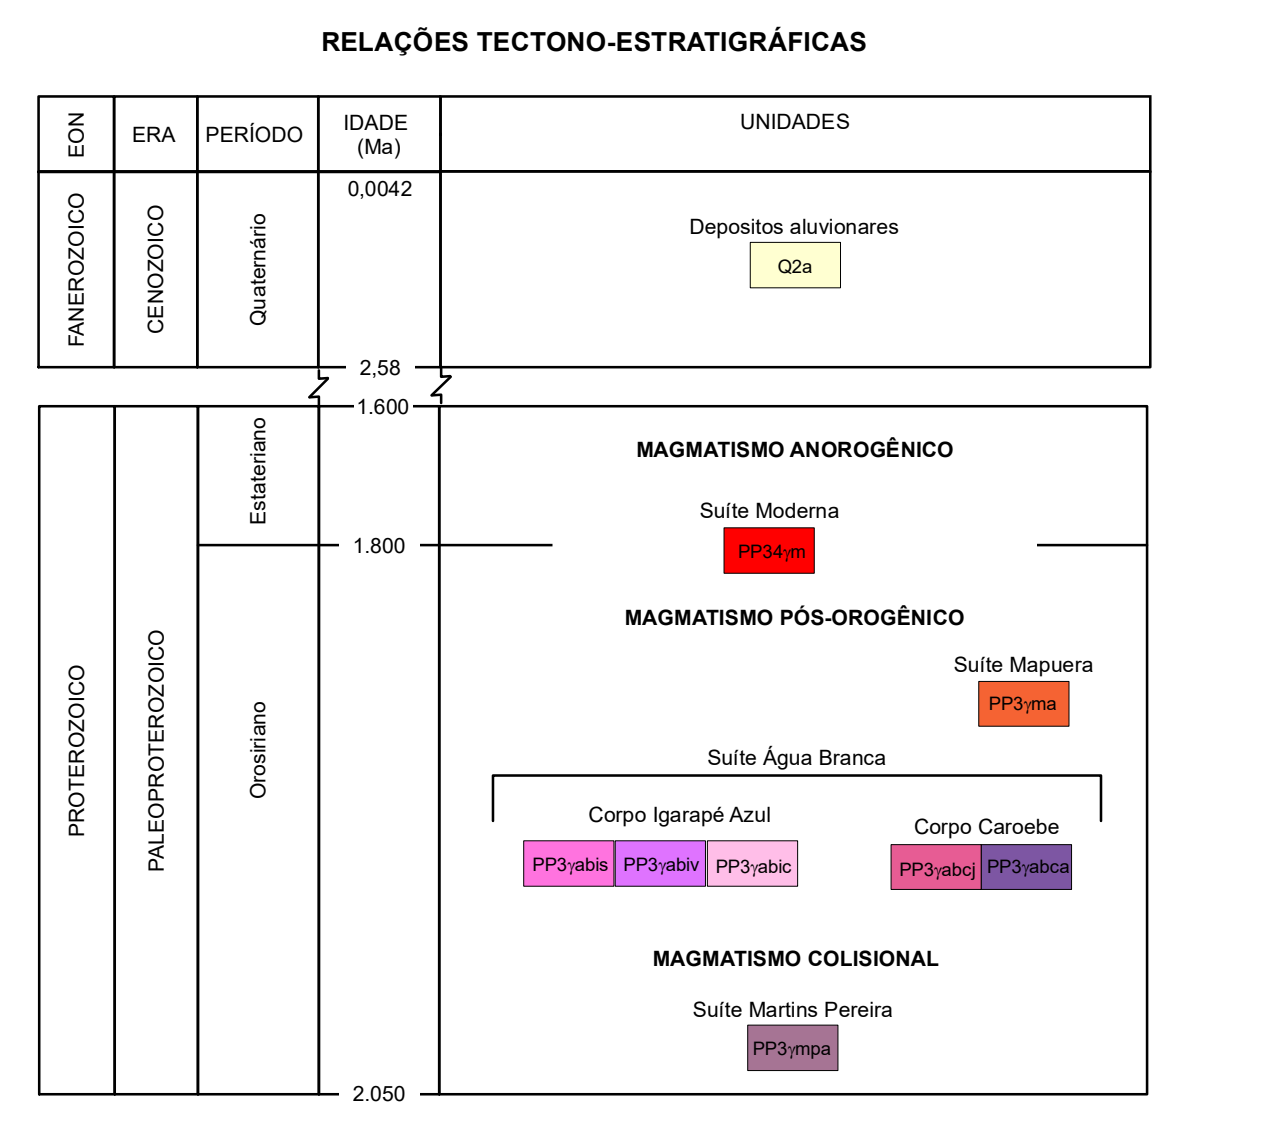 RELAÇÕES TECTONO-ESTRATIGRÁFICAS
EON
ERA
PERÍODO
IDADE
(Ma)
UNIDADES
FANEROZOICO
CENOZOICO
Quaternário
0,0042
Depositos aluvionares
Q2a
2,58
1.600
PROTEROZOICO
PALEOPROTEROZOICO
Estateriano
MAGMATISMO ANOROGÊNICO
Suíte Moderna
PP34γm
1.800
Orosiriano
MAGMATISMO PÓS-OROGÊNICO
Suíte Mapuera
PP3γma
Suíte Água Branca
Corpo Igarapé Azul
PP3γabis
PP3γabiv
PP3γabic
Corpo Caroebe
PP3γabcj
PP3γabca
MAGMATISMO COLISIONAL
Suíte Martins Pereira
PP3γmpa
2.050